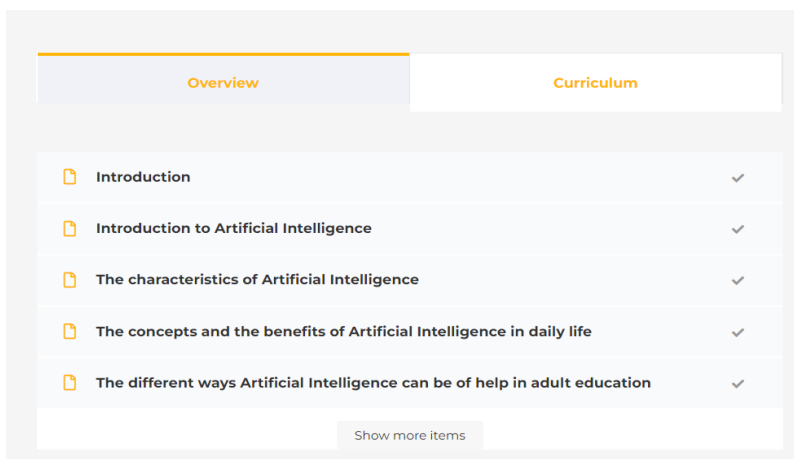 Overview
Curriculum
Introduction
Introduction to Artificial Intelligence
The characteristics of Artificial Intelligence
The concepts and the benefits of Artificial Intelligence in daily life
The different ways Artificial Intelligence can be of help in adult education
Show more items